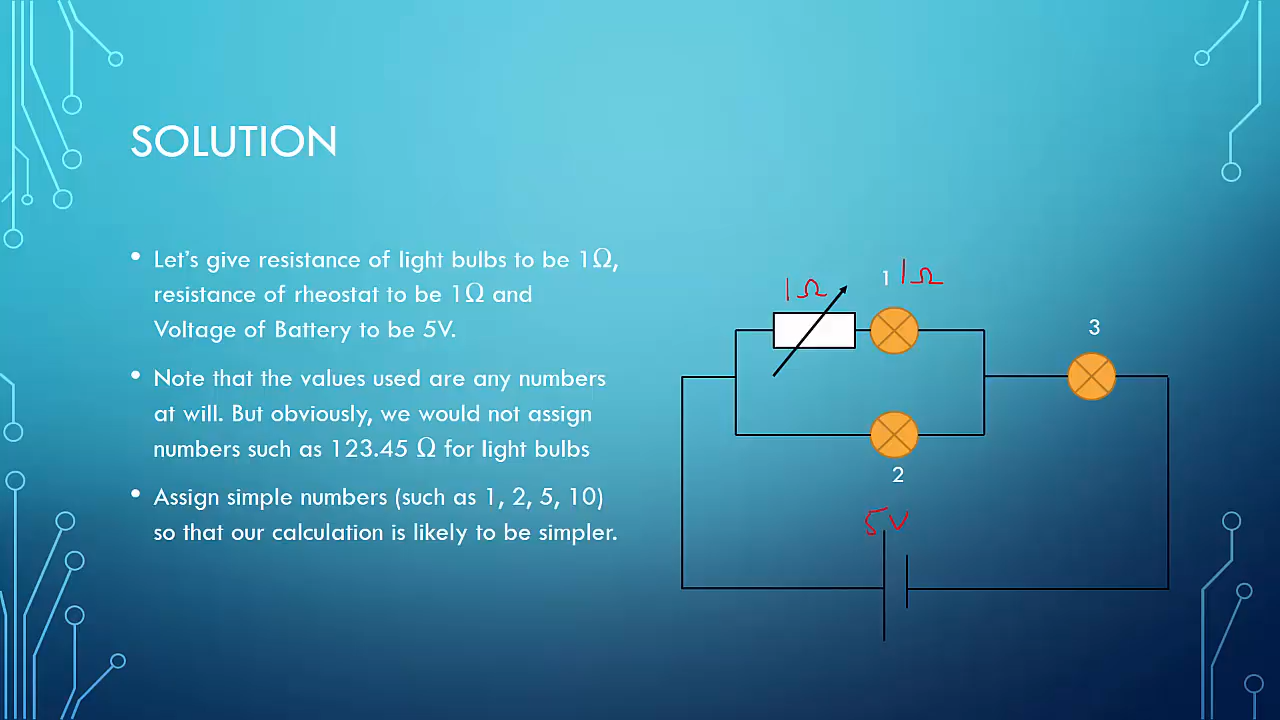 SOLUTION
• Let's give resistance of light bulbs to be 1Ω,
resistance of rheostat to be 1Ω and
Voltage of Battery to be 5V.
• Note that the values used are any numbers
at will. But obviously, we would not assign
numbers such as 123.45 Ω for light bulbs
• Assign simple numbers (such as 1, 2, 5, 10)
so that our calculation is likely to be simpler.
1Ω
1 1Ω
3
2
5V